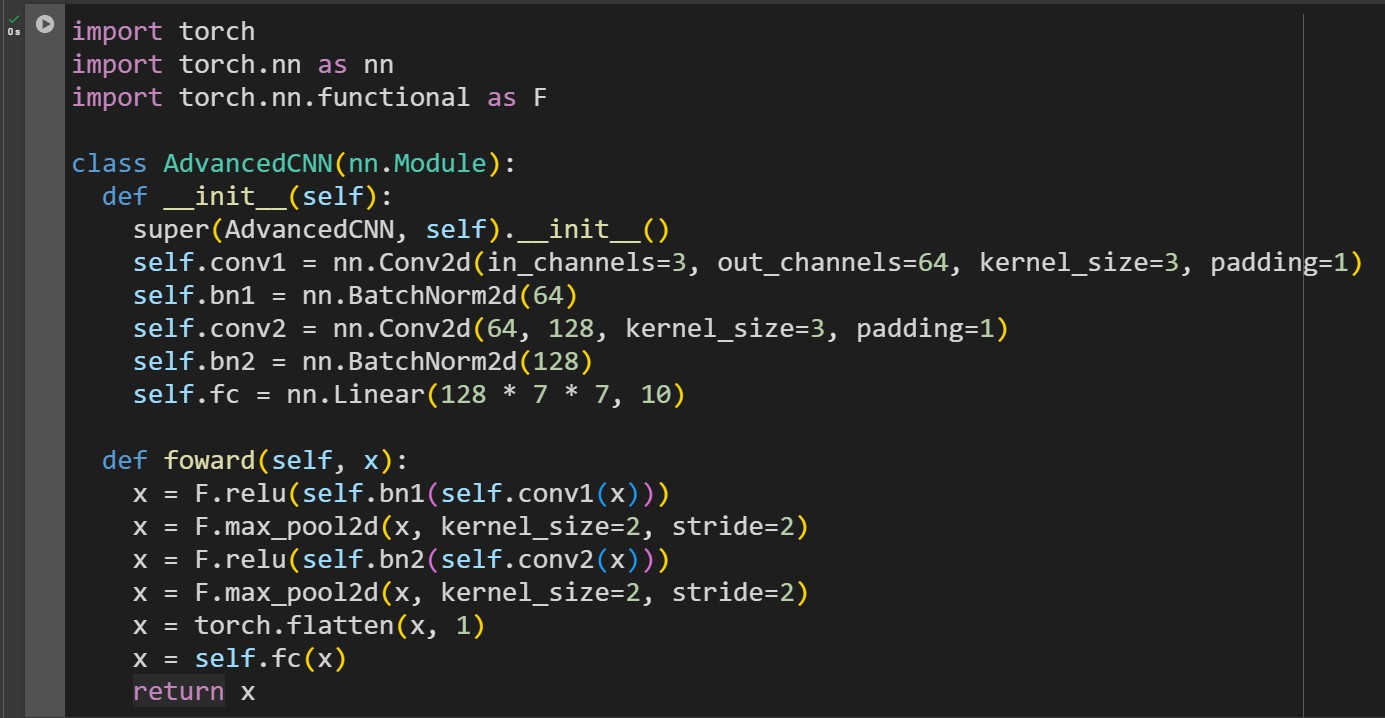 0s
import torch
import torch.nn as nn
import torch.nn.functional as F
class AdvancedCNN(nn.Module):
def __init__(self):
super(AdvancedCNN, self).__init__()
self.conv1 = nn.Conv2d(in_channels=3, out_channels=64, kernel_size=3, padding=1)
self.bn1 = nn.BatchNorm2d(64)
self.conv2 = nn.Conv2d(64, 128, kernel_size=3, padding=1)
self.bn2 = nn.BatchNorm2d(128)
self.fc = nn.Linear(128 * 7 * 7, 10)
def foward(self, x):
x = F.relu(self.bn1(self.conv1(x)))
x = F.max_pool2d(x, kernel_size=2, stride=2)
x = F.relu(self.bn2(self.conv2(x)))
x = F.max_pool2d(x, kernel_size=2, stride=2)
x = torch.flatten(x, 1)
x = self.fc(x)
return x